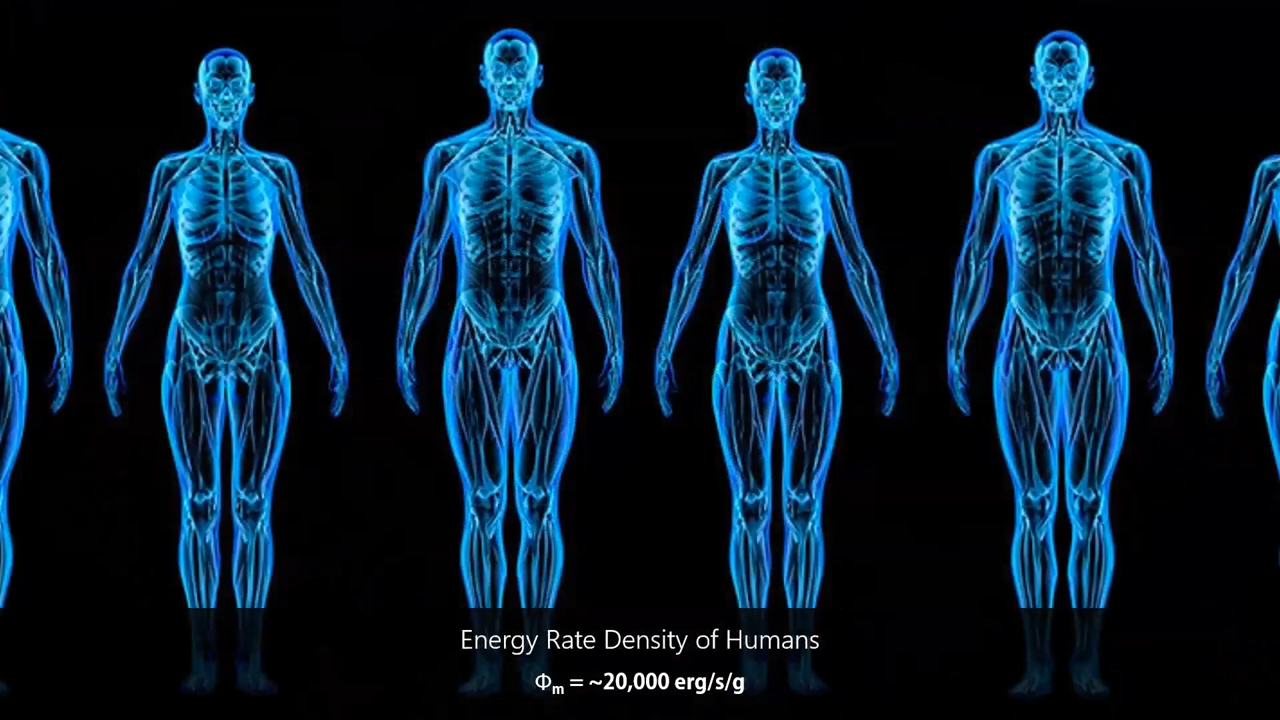 Energy Rate Density of Humans
Φm = ~20,000 erg/s/g